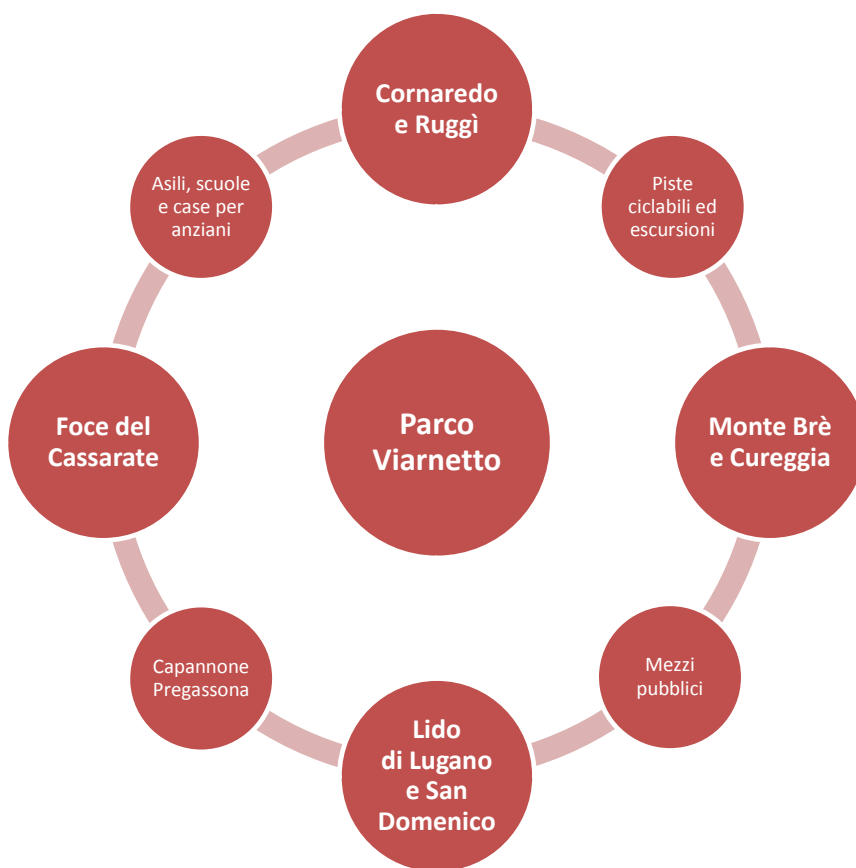 Cornaredo
e Ruggì
Asili, scuole
e case per
anziani
Piste
ciclabili ed
escursioni
Foce del
Cassarate
Parco
Viarnetto
Monte Brè
e Cureggia
Capannone
Pregassona
Mezzi
pubblici
Lido
di Lugano
e San
Domenico